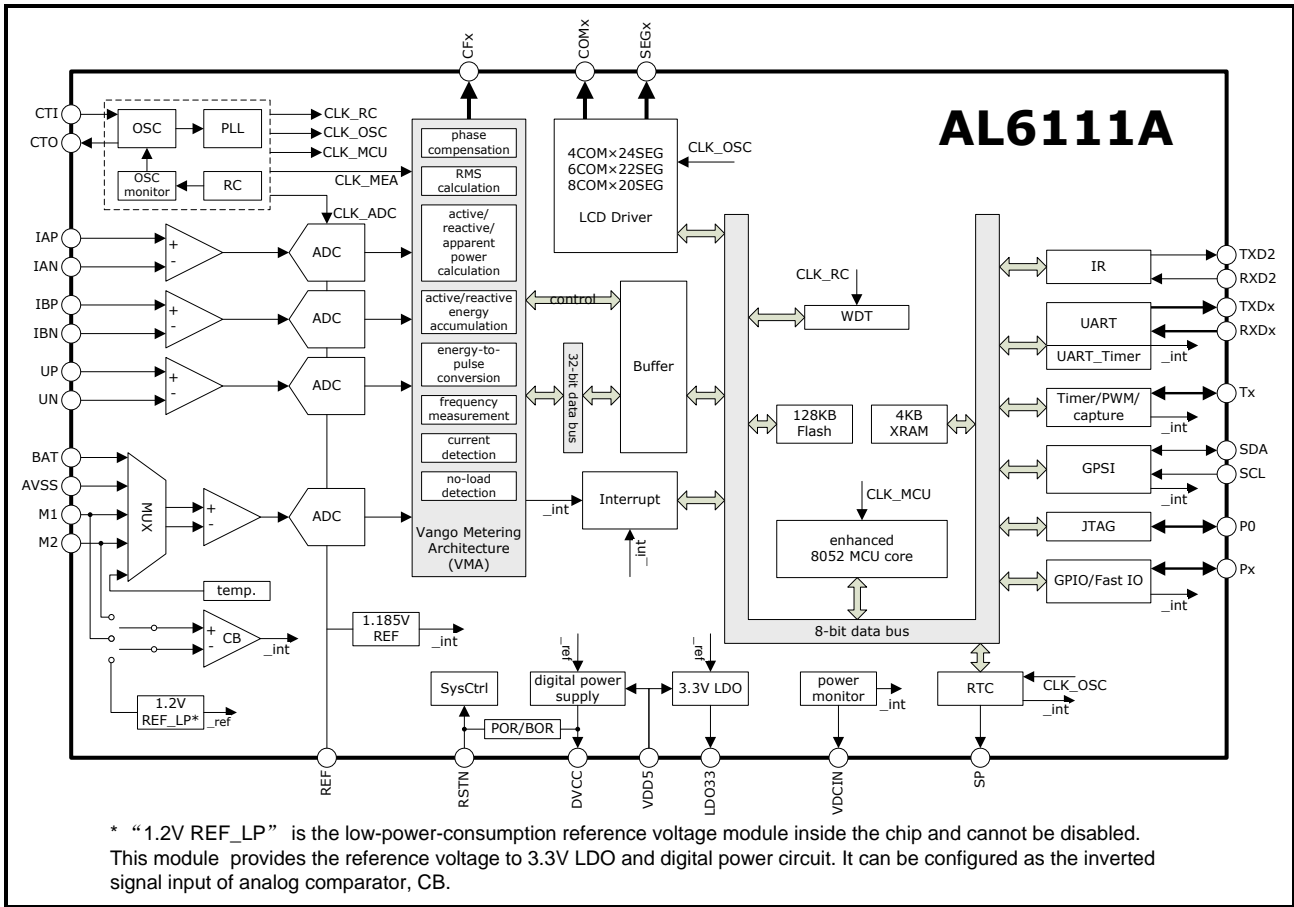 CFx
COMx
SEGx
AL6111A
CTI
CTO
OSC
PLL
OSC
monitor
RC
CLK_RC
CLK_OSC
CLK_MCU
CLK_MEA
CLK_ADC
IAP
IAN
IBP
IBN
UP
UN
BAT
AVSS
M1
M2
+
-
ADC
+
-
ADC
+
-
ADC
MUX
+
-
ADC
temp.
+
-
CB
_int
1.2V
REF_LP*
_ref
1.185V
REF
_int
phase
compensation
RMS
calculation
active/
reactive/
apparent
power
calculation
active/reactive
energy
accumulation
energy-to-
pulse
conversion
frequency
measurement
current
detection
no-load
detection
Vango Metering
Architecture
(VMA)
4COM×24SEG
6COM×22SEG
8COM×20SEG
LCD Driver
CLK_OSC
control
32-bit data bus
Buffer
_int
Interrupt
_int
CLK_RC
WDT
128KB
Flash
4KB
XRAM
CLK_MCU
enhanced
8052 MCU core
8-bit data bus
IR
UART
UART_Timer
_int
Timer/PWM/
capture
_int
GPSI
_int
JTAG
GPIO/Fast IO
_int
TXD2
RXD2
TXDx
RXDx
Tx
SDA
SCL
P0
Px
SysCtrl
POR/BOR
_ref
digital power
supply
_ref
3.3V LDO
power
monitor
_int
RTC
CLK_OSC
_int
REF
RSTN
DVCC
VDD5
LDO33
VDCIN
SP
* “1.2V REF_LP” is the low-power-consumption reference voltage module inside the chip and cannot be disabled.
This module provides the reference voltage to 3.3V LDO and digital power circuit. It can be configured as the inverted
signal input of analog comparator, CB.